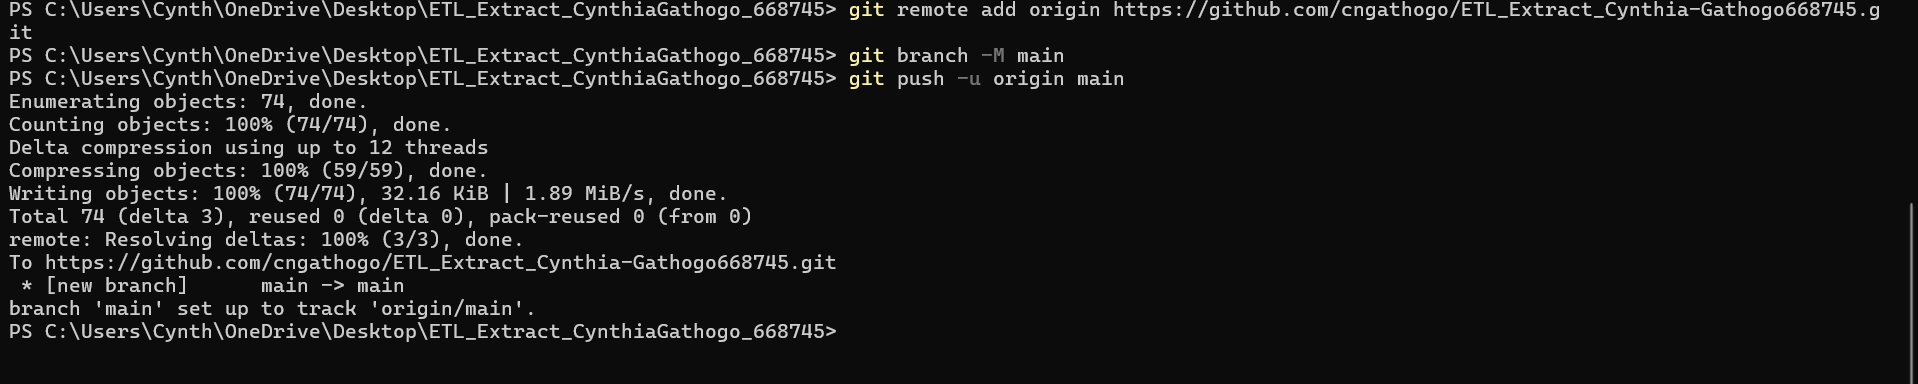 PS C:\Users\Cynth\OneDrive\Desktop\ETL_Extract_CynthiaGathogo_668745> git remote add origin https://github.com/cngathogo/ETL_Extract_Cynthia-Gathogo668745.g
it
PS C:\Users\Cynth\OneDrive\Desktop\ETL_Extract_CynthiaGathogo_668745> git branch -M main
PS C:\Users\Cynth\OneDrive\Desktop\ETL_Extract_CynthiaGathogo_668745> git push -u origin main
Enumerating objects: 74, done.
Counting objects: 100% (74/74), done.
Delta compression using up to 12 threads
Compressing objects: 100% (59/59), done.
Writing objects: 100% (74/74), 32.16 KiB | 1.89 MiB/s, done.
Total 74 (delta 3), reused 0 (delta 0), pack-reused 0 (from 0)
remote: Resolving deltas: 100% (3/3), done.
To https://github.com/cngathogo/ETL_Extract_Cynthia-Gathogo668745.git
 * [new branch]      main -> main
branch 'main' set up to track 'origin/main'.
PS C:\Users\Cynth\OneDrive\Desktop\ETL_Extract_CynthiaGathogo_668745>